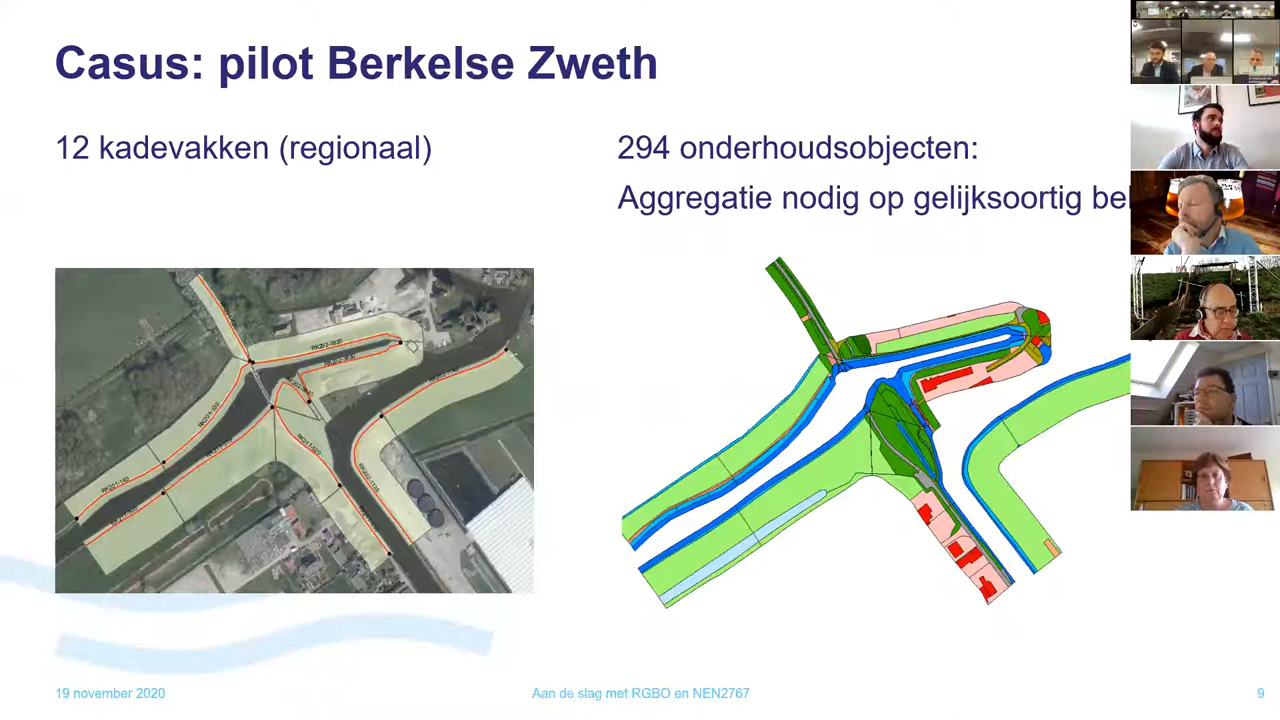 Casus: pilot Berkelse Zweth
12 kadevakken (regionaal)
294 onderhoudsobjecten:
Aggregatie nodig op gelijksoortig
19 november 2020
Aan de slag met RGBO en NEN2767
9